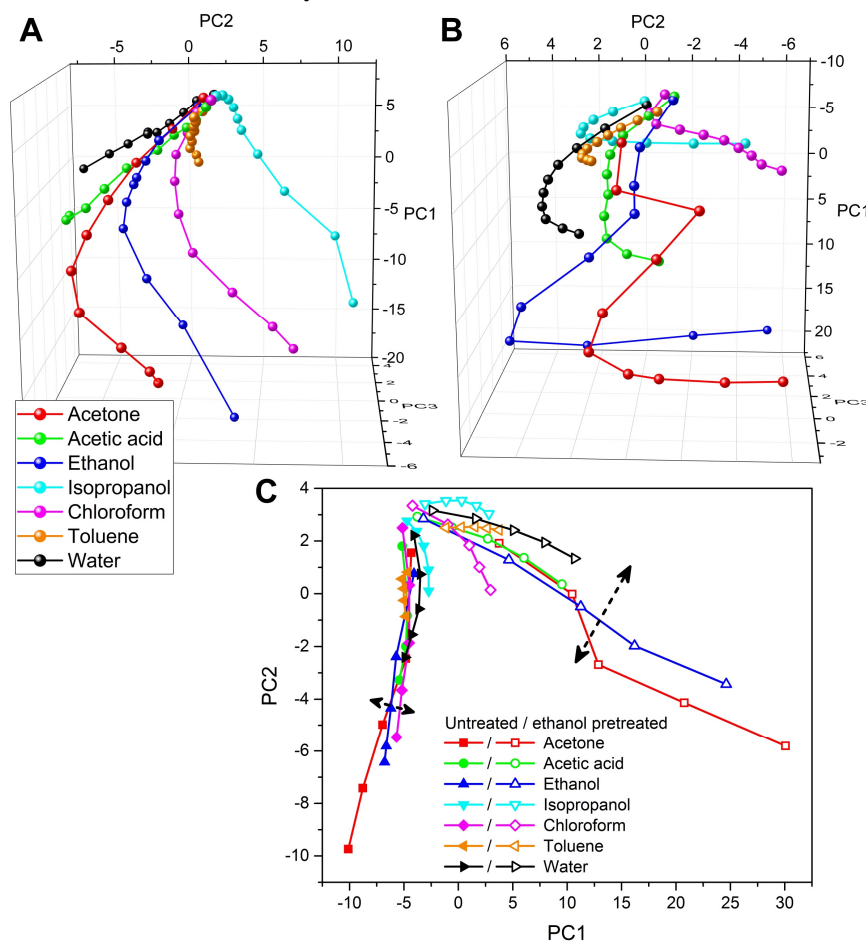 A
PC2
-5 0 5 10
5
0
-5
PC1
-10
-15
-20
4
2
0
PC3
-2
-4
-6
B
PC2
6 4 2 0 -2 -4 -6
-10
-5
0
5
PC1
10
15
20
6
4
2
PC3
0
-2
Acetone
Acetic acid
Ethanol
Isopropanol
Chloroform
Toluene
Water
C
4
2
0
-2
-4
-6
-8
-10
PC2
Untreated / ethanol pretreated
/ Acetone
/ Acetic acid
/ Ethanol
/ Isopropanol
/ Chloroform
/ Toluene
/ Water
-10 -5 0 5 10 15 20 25 30
PC1